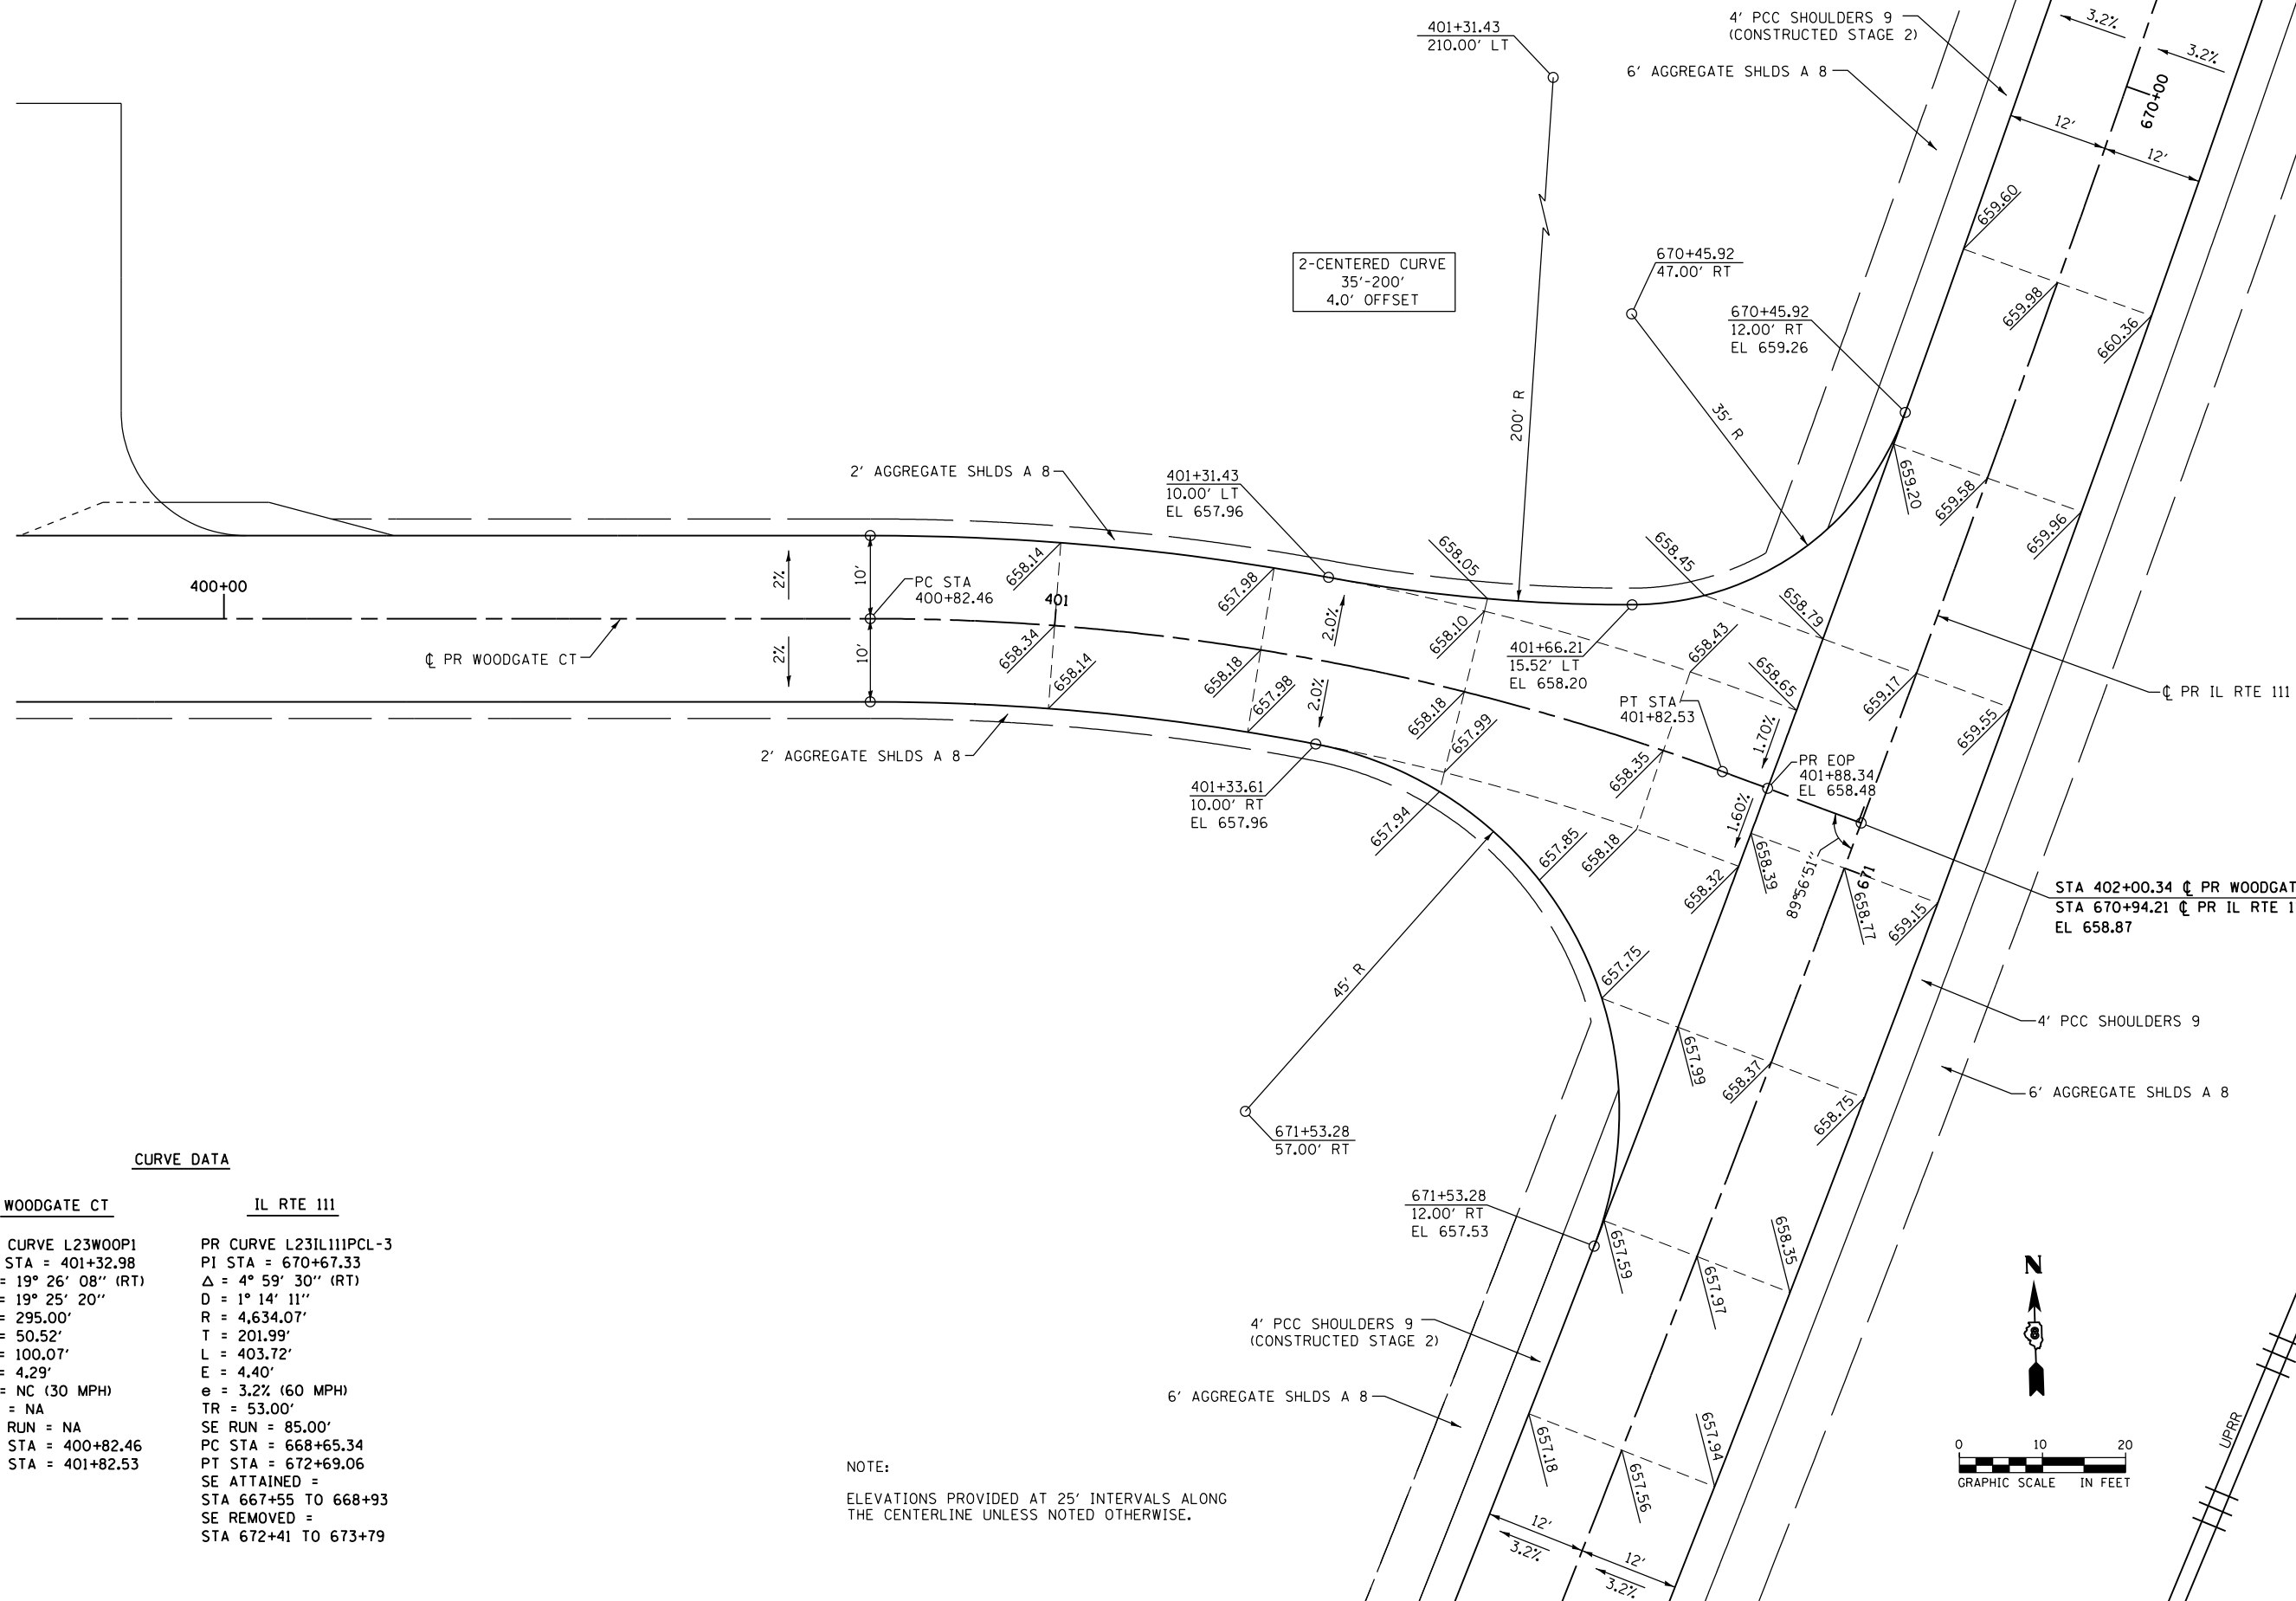 401+31.43
210.00' LT
4' PCC SHOULDERS 9
(CONSTRUCTED STAGE 2)
6' AGGREGATE SHLDS A 8
3.2%
3.2%
670+00
12'
12'
659.60
659.98
660.36
2-CENTERED CURVE
35'-200'
4.0' OFFSET
670+45.92
47.00' RT
670+45.92
12.00' RT
EL 659.26
200' R
35' R
2' AGGREGATE SHLDS A 8
401+31.43
10.00' LT
EL 657.96
659.20
659.58
659.96
400+00
2%
10'
PC STA
400+82.46
658.14
401
657.98
658.05
658.45
658.79
2.0%
658.10
401+66.21
15.52' LT
EL 658.20
658.43
658.65
℄ PR WOODGATE CT
2%
10'
658.34
658.14
658.18
657.98
2.0%
658.18
657.99
PT STA
401+82.53
1.70%
659.17
659.55
℄ PR IL RTE 111
2' AGGREGATE SHLDS A 8
401+33.61
10.00' RT
EL 657.96
657.94
658.35
PR EOP
401+88.34
EL 658.48
1.60%
657.85
658.18
658.32
658.39
89°56'51''
671
658.77
659.15
STA 402+00.34 ℄ PR WOODGAT
STA 670+94.21 ℄ PR IL RTE 1
EL 658.87
45' R
657.75
657.99
658.37
658.75
4' PCC SHOULDERS 9
6' AGGREGATE SHLDS A 8
671+53.28
57.00' RT
671+53.28
12.00' RT
EL 657.53
657.59
657.97
658.35
4' PCC SHOULDERS 9
(CONSTRUCTED STAGE 2)
6' AGGREGATE SHLDS A 8
657.18
657.56
657.94
12'
3.2%
12'
3.2%
CURVE DATA
WOODGATE CT
CURVE L23WOOP1
STA = 401+32.98
= 19° 26' 08'' (RT)
= 19° 25' 20''
= 295.00'
= 50.52'
= 100.07'
= 4.29'
= NC (30 MPH)
= NA
RUN = NA
STA = 400+82.46
STA = 401+82.53
IL RTE 111
PR CURVE L23IL111PCL-3
PI STA = 670+67.33
Δ = 4° 59' 30'' (RT)
D = 1° 14' 11''
R = 4,634.07'
T = 201.99'
L = 403.72'
E = 4.40'
e = 3.2% (60 MPH)
TR = 53.00'
SE RUN = 85.00'
PC STA = 668+65.34
PT STA = 672+69.06
SE ATTAINED =
STA 667+55 TO 668+93
SE REMOVED =
STA 672+41 TO 673+79
NOTE:
ELEVATIONS PROVIDED AT 25' INTERVALS ALONG
THE CENTERLINE UNLESS NOTED OTHERWISE.
N
8
0 10 20
GRAPHIC SCALE IN FEET
UPRR